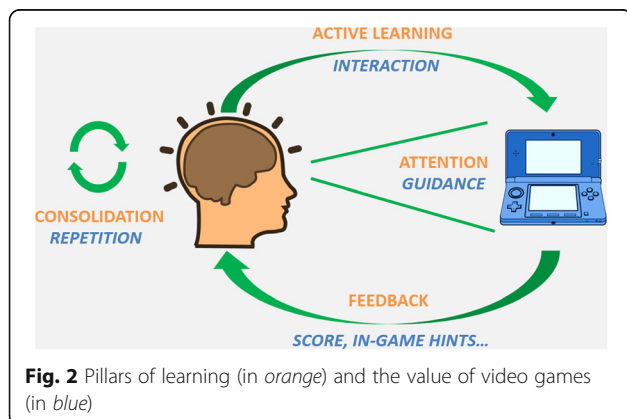 ACTIVE LEARNING
INTERACTION
ATTENTION
GUIDANCE
CONSOLIDATION
REPETITION
FEEDBACK
SCORE, IN-GAME HINTS...
Fig. 2 Pillars of learning (in orange) and the value of video games
(in blue)